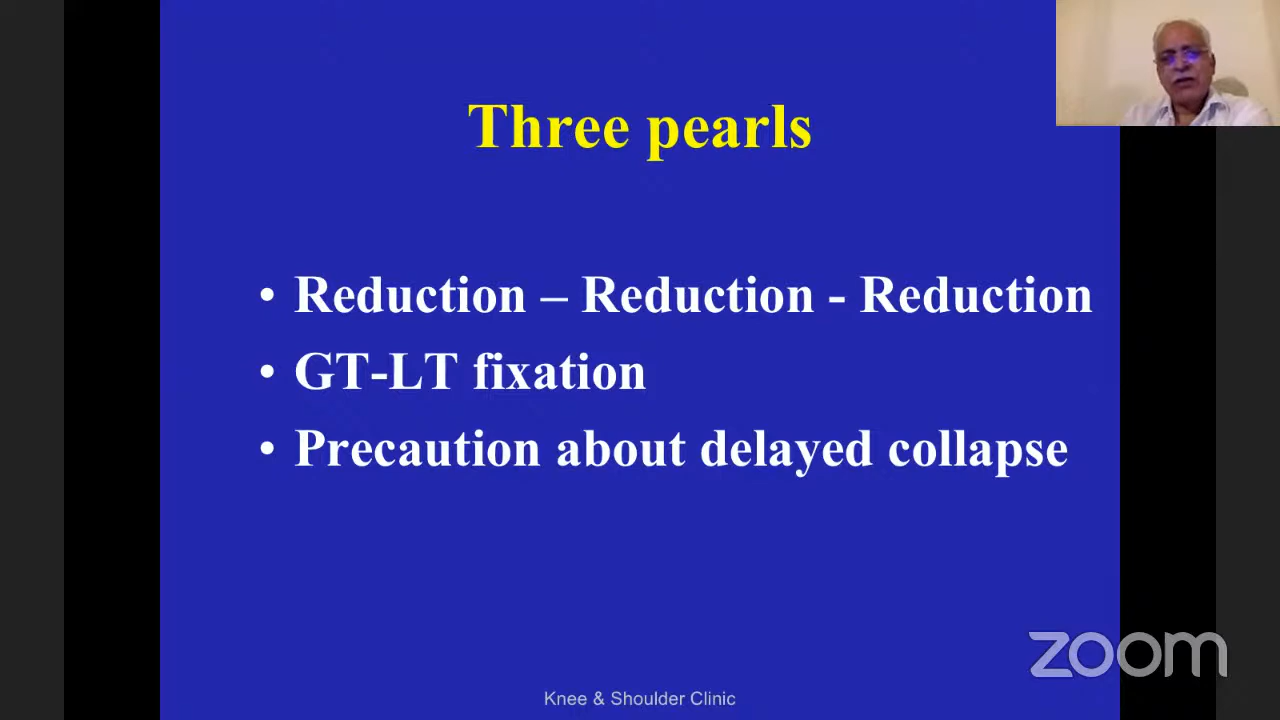 Three pearls
• Reduction – Reduction - Reduction
• GT-LT fixation
• Precaution about delayed collapse
zoom
Knee & Shoulder Clinic